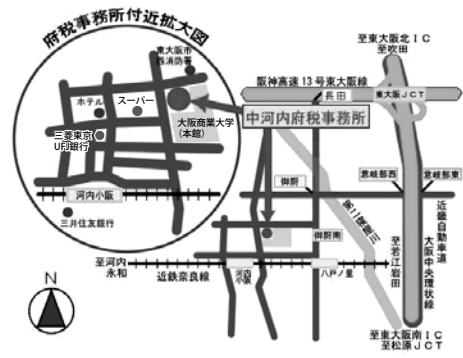 府税事務所付近拡大図
東大阪市
西消防署
ホテル
スーパー
大阪商業大学
(本館)
三菱東京
UFJ銀行
河内小阪
三井住友銀行
至東大阪北IC
至吹田
阪神高速13号東大阪線
長田
東大阪JCT
中河内府税事務所
御厨
意岐部西
意岐部東
第二寝屋川
御厨南
近畿自動車道
大阪中央環状線
至若江岩田
至河内
永和
近鉄奈良線
河内
小阪
八戸ノ里
N
至東大阪南IC
至松原JCT